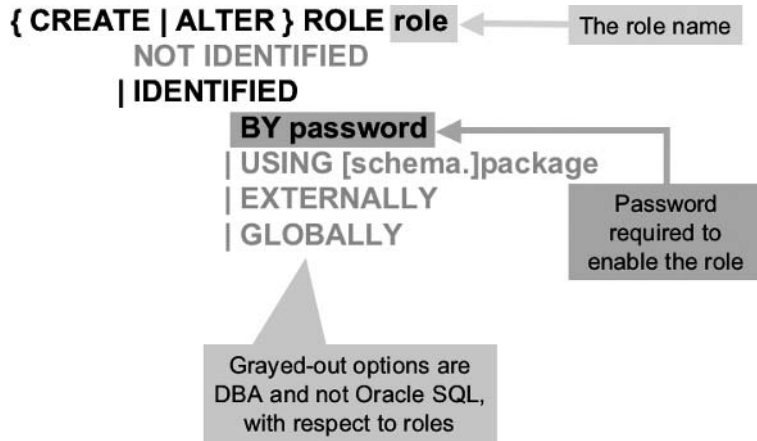 { CREATE | ALTER } ROLE role
The role name
NOT IDENTIFIED
| IDENTIFIED
BY password
| USING [schema.]package
| EXTERNALLY
| GLOBALLY
Password
required to
enable the role
Grayed-out options are
DBA and not Oracle SQL,
with respect to roles